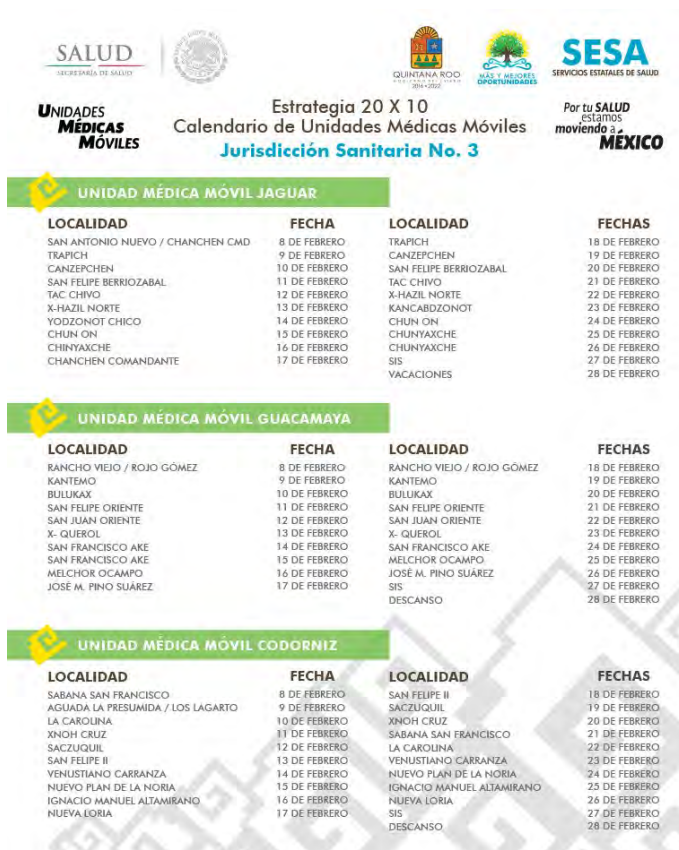 SALUD
SECRETARÍA DE SALUD
QUINTANA ROO
2016 • 2022
MÁS Y MEJORES
OPORTUNIDADES
SESA
SERVICIOS ESTATALES DE SALUD
UNIDADES
MÉDICAS
MÓVILES
Estrategia 20 X 10
Calendario de Unidades Médicas Móviles
Jurisdicción Sanitaria No. 3
Por tu SALUD
estamos
moviendo a
MÉXICO
UNIDAD MÉDICA MÓVIL JAGUAR
LOCALIDAD FECHA LOCALIDAD FECHAS
SAN ANTONIO NUEVO / CHANCHEN CMD 8 DE FEBRERO TRAPICH 18 DE FEBRERO
TRAPICH 9 DE FEBRERO CANZEPCHEN 19 DE FEBRERO
CANZEPCHEN 10 DE FEBRERO SAN FELIPE BERRIOZABAL 20 DE FEBRERO
SAN FELIPE BERRIOZABAL 11 DE FEBRERO TAC CHIVO 21 DE FEBRERO
TAC CHIVO 12 DE FEBRERO X-HAZIL NORTE 22 DE FEBRERO
X-HAZIL NORTE 13 DE FEBRERO KANCABDZONOT 23 DE FEBRERO
YODZONOT CHICO 14 DE FEBRERO CHUN ON 24 DE FEBRERO
CHUN ON 15 DE FEBRERO CHUNYAXCHE 25 DE FEBRERO
CHINYAXCHE 16 DE FEBRERO CHUNYAXCHE 26 DE FEBRERO
CHANCHEN COMANDANTE 17 DE FEBRERO SIS 27 DE FEBRERO
VACACIONES 28 DE FEBRERO
UNIDAD MÉDICA MÓVIL GUACAMAYA
LOCALIDAD FECHA LOCALIDAD FECHAS
RANCHO VIEJO / ROJO GÓMEZ 8 DE FEBRERO RANCHO VIEJO / ROJO GÓMEZ 18 DE FEBRERO
KANTEMO 9 DE FEBRERO KANTEMO 19 DE FEBRERO
BULUKAX 10 DE FEBRERO BULUKAX 20 DE FEBRERO
SAN FELIPE ORIENTE 11 DE FEBRERO SAN FELIPE ORIENTE 21 DE FEBRERO
SAN JUAN ORIENTE 12 DE FEBRERO SAN JUAN ORIENTE 22 DE FEBRERO
X- QUEROL 13 DE FEBRERO X- QUEROL 23 DE FEBRERO
SAN FRANCISCO AKE 14 DE FEBRERO SAN FRANCISCO AKE 24 DE FEBRERO
SAN FRANCISCO AKE 15 DE FEBRERO MELCHOR OCAMPO 25 DE FEBRERO
MELCHOR OCAMPO 16 DE FEBRERO JOSÉ M. PINO SUÁREZ 26 DE FEBRERO
JOSÉ M. PINO SUÁREZ 17 DE FEBRERO SIS 27 DE FEBRERO
DESCANSO 28 DE FEBRERO
UNIDAD MÉDICA MÓVIL CODORNIZ
LOCALIDAD FECHA LOCALIDAD FECHAS
SABANA SAN FRANCISCO 8 DE FEBRERO SAN FELIPE II 18 DE FEBRERO
AGUADA LA PRESUMIDA / LOS LAGARTO 9 DE FEBRERO SACZUQUIL 19 DE FEBRERO
LA CAROLINA 10 DE FEBRERO XNOH CRUZ 20 DE FEBRERO
XNOH CRUZ 11 DE FEBRERO SABANA SAN FRANCISCO 21 DE FEBRERO
SACZUQUIL 12 DE FEBRERO LA CAROLINA 22 DE FEBRERO
SAN FELIPE II 13 DE FEBRERO VENUSTIANO CARRANZA 23 DE FEBRERO
VENUSTIANO CARRANZA 14 DE FEBRERO NUEVO PLAN DE LA NORIA 24 DE FEBRERO
NUEVO PLAN DE LA NORIA 15 DE FEBRERO IGNACIO MANUEL ALTAMIRANO 25 DE FEBRERO
IGNACIO MANUEL ALTAMIRANO 16 DE FEBRERO NUEVA LORIA 26 DE FEBRERO
NUEVA LORIA 17 DE FEBRERO SIS 27 DE FEBRERO
DESCANSO 28 DE FEBRERO